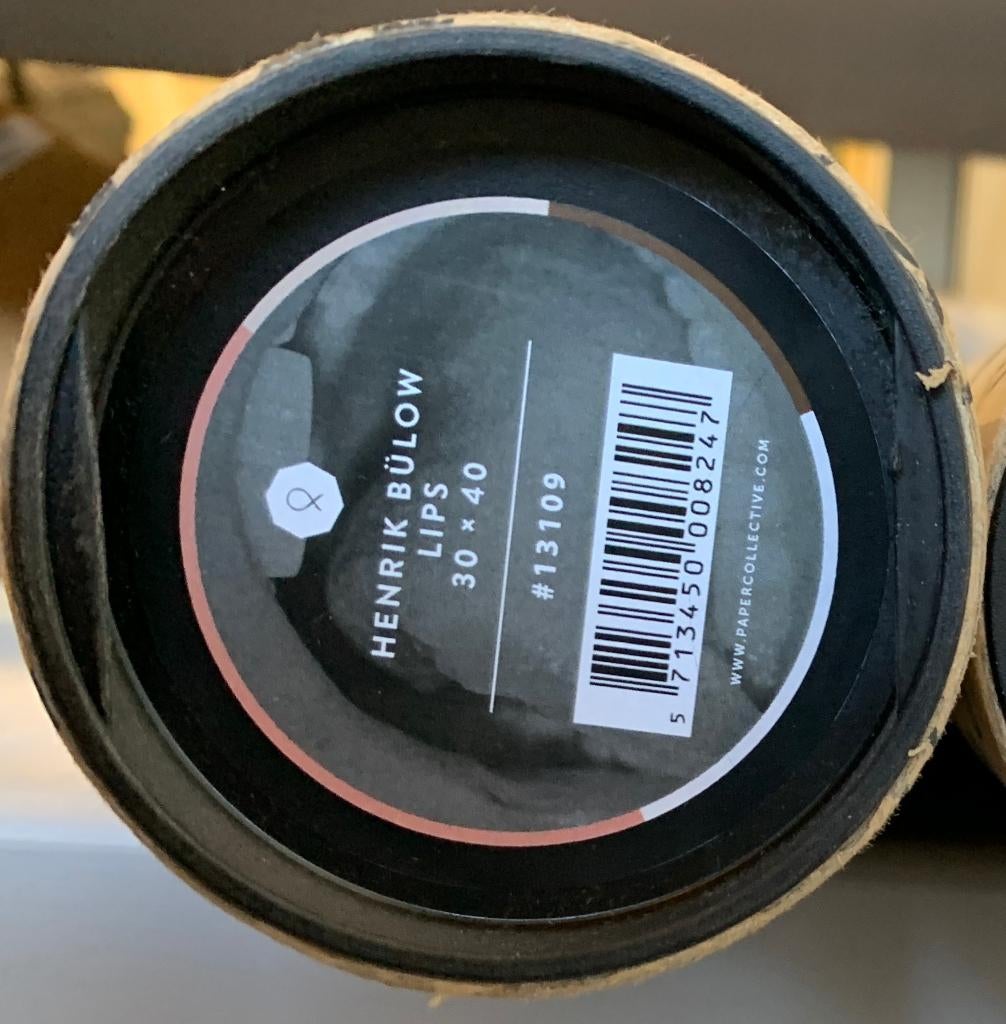 HENRIK BÜLOW
LIPS
30 × 40
#13109
5 713450 008247
WWW.PAPERCOLLECTIVE.COM